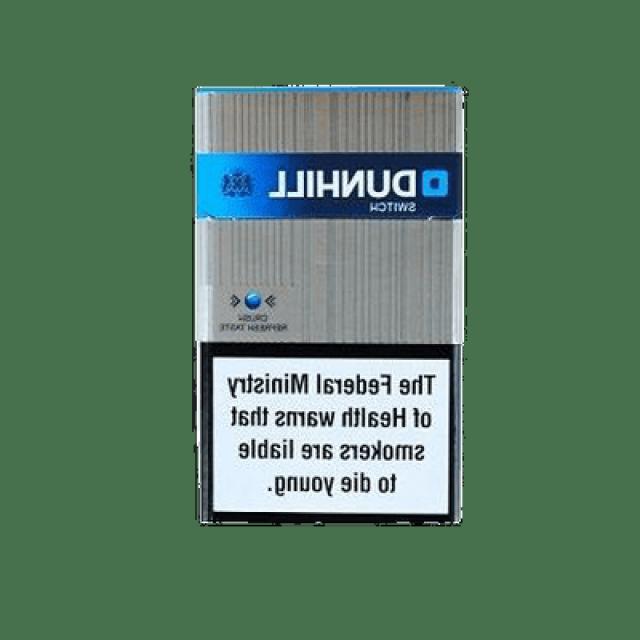 DUNHILL
SWITCH
CRUSH
REFRESH TASTE
The Federal Ministry
of Health warns that
smokers are liable
to die young.